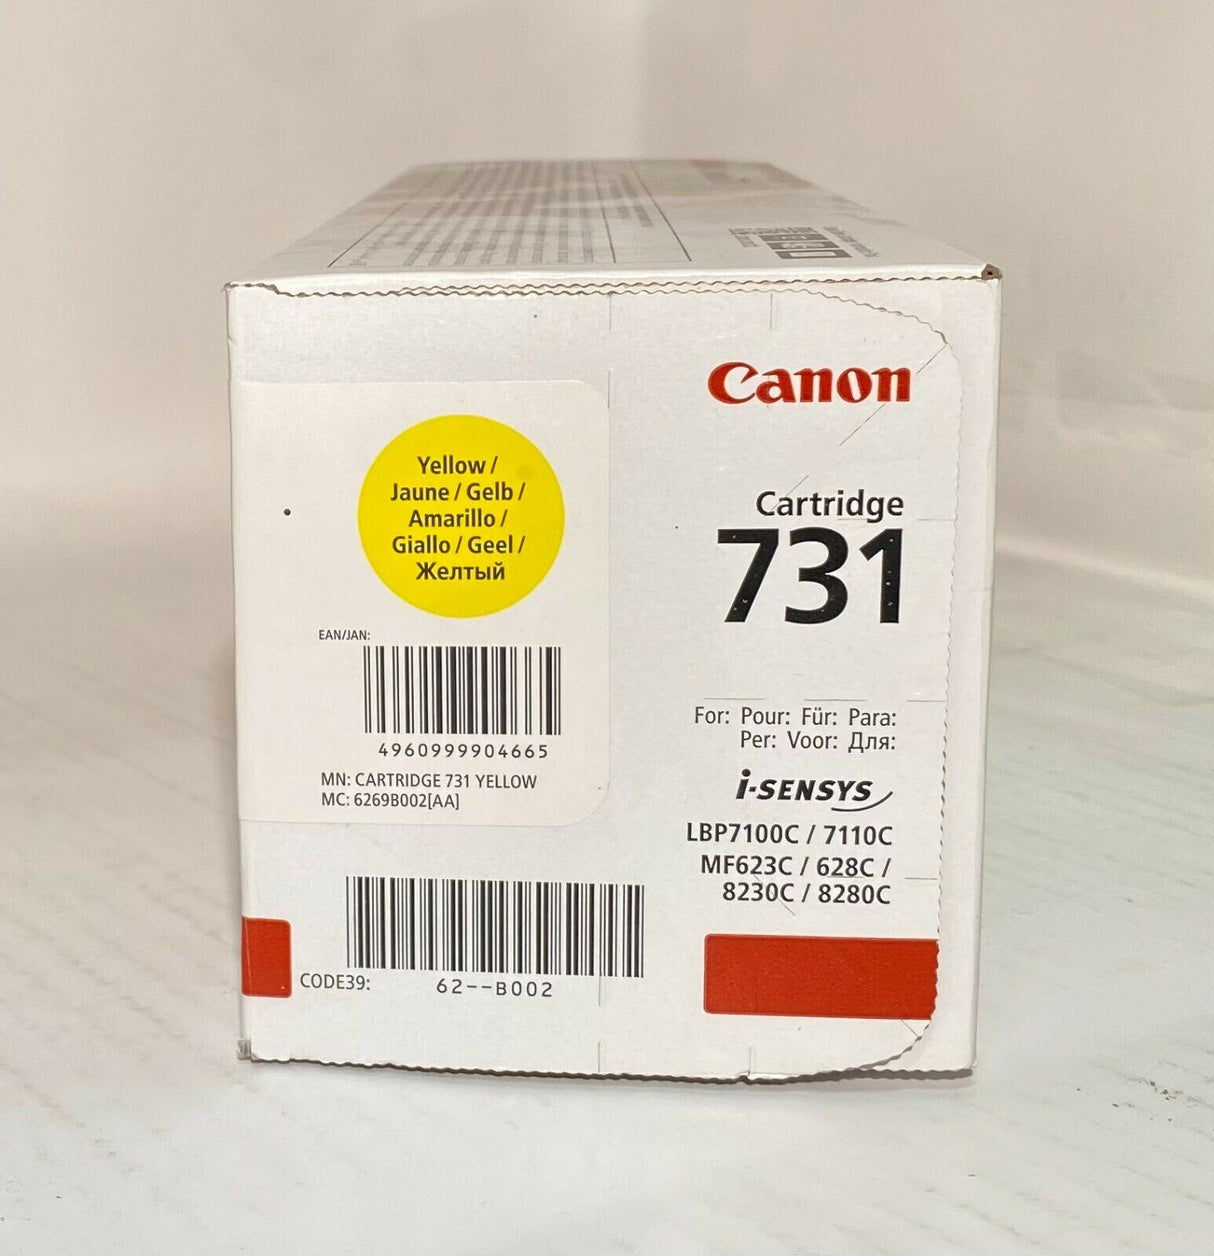 Canon
Cartridge
731
Yellow /
Jaune / Gelb /
Amarillo /
Giallo / Geel /
Желтый
EAN/JAN:
4960999904665
MN: CARTRIDGE 731 YELLOW
MC: 6269B002[AA]
For: Pour: Für: Para:
Per: Voor: Для:
i-SENSYS
LBP7100C / 7110C
MF623C / 628C /
8230C / 8280C
CODE39:
62--B002